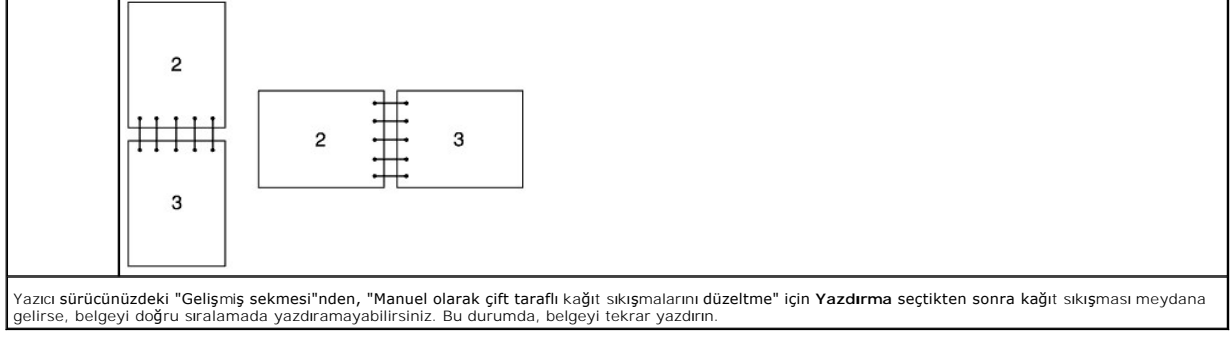 2
2 3
3
Yazıcı sürücünüzdeki "Gelişmiş sekmesi"nden, "Manuel olarak çift taraflı kağıt sıkışmalarını düzeltme" için Yazdırma seçtikten sonra kağıt sıkışması meydana
gelirse, belgeyi doğru sıralamada yazdıramayabilirsiniz. Bu durumda, belgeyi tekrar yazdırın.